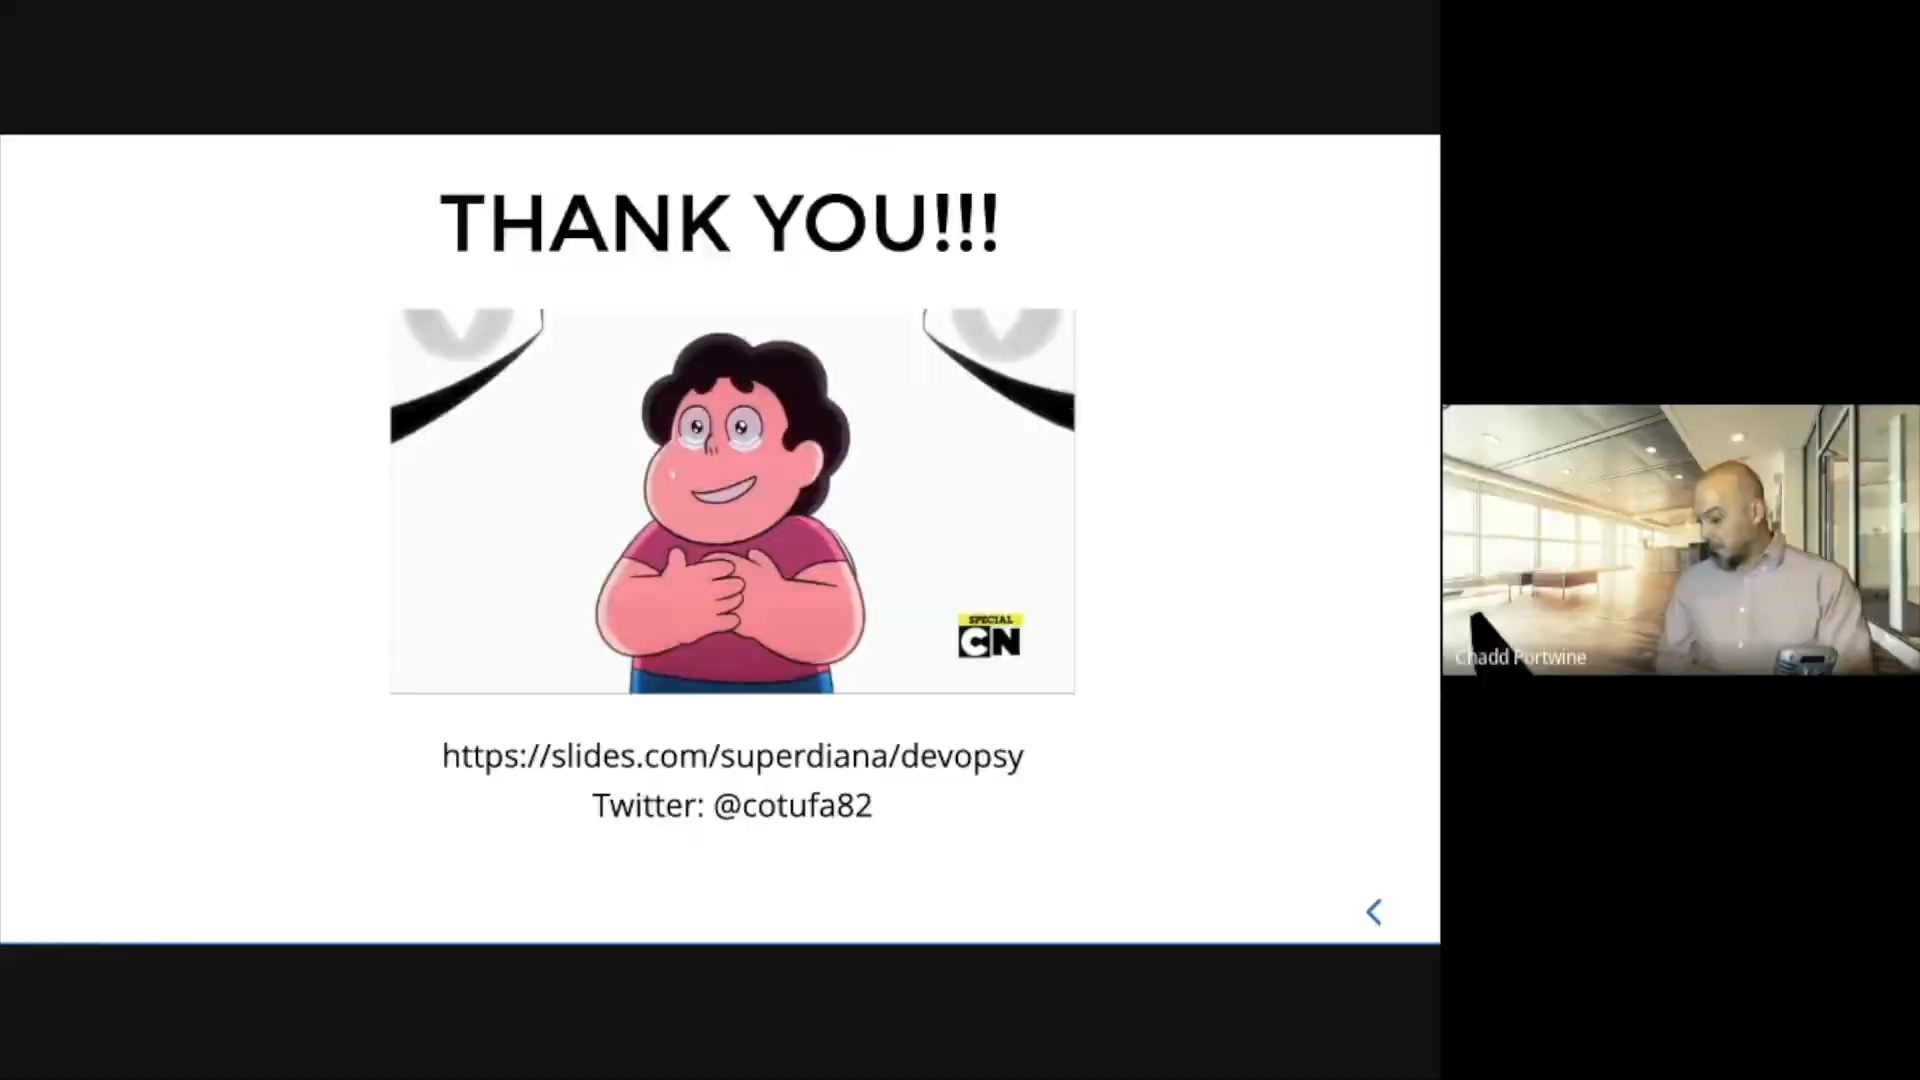 THANK YOU!!!
SPECIAL
CN
https://slides.com/superdiana/devopsy
Twitter: @cotufa82
Chadd Portwine